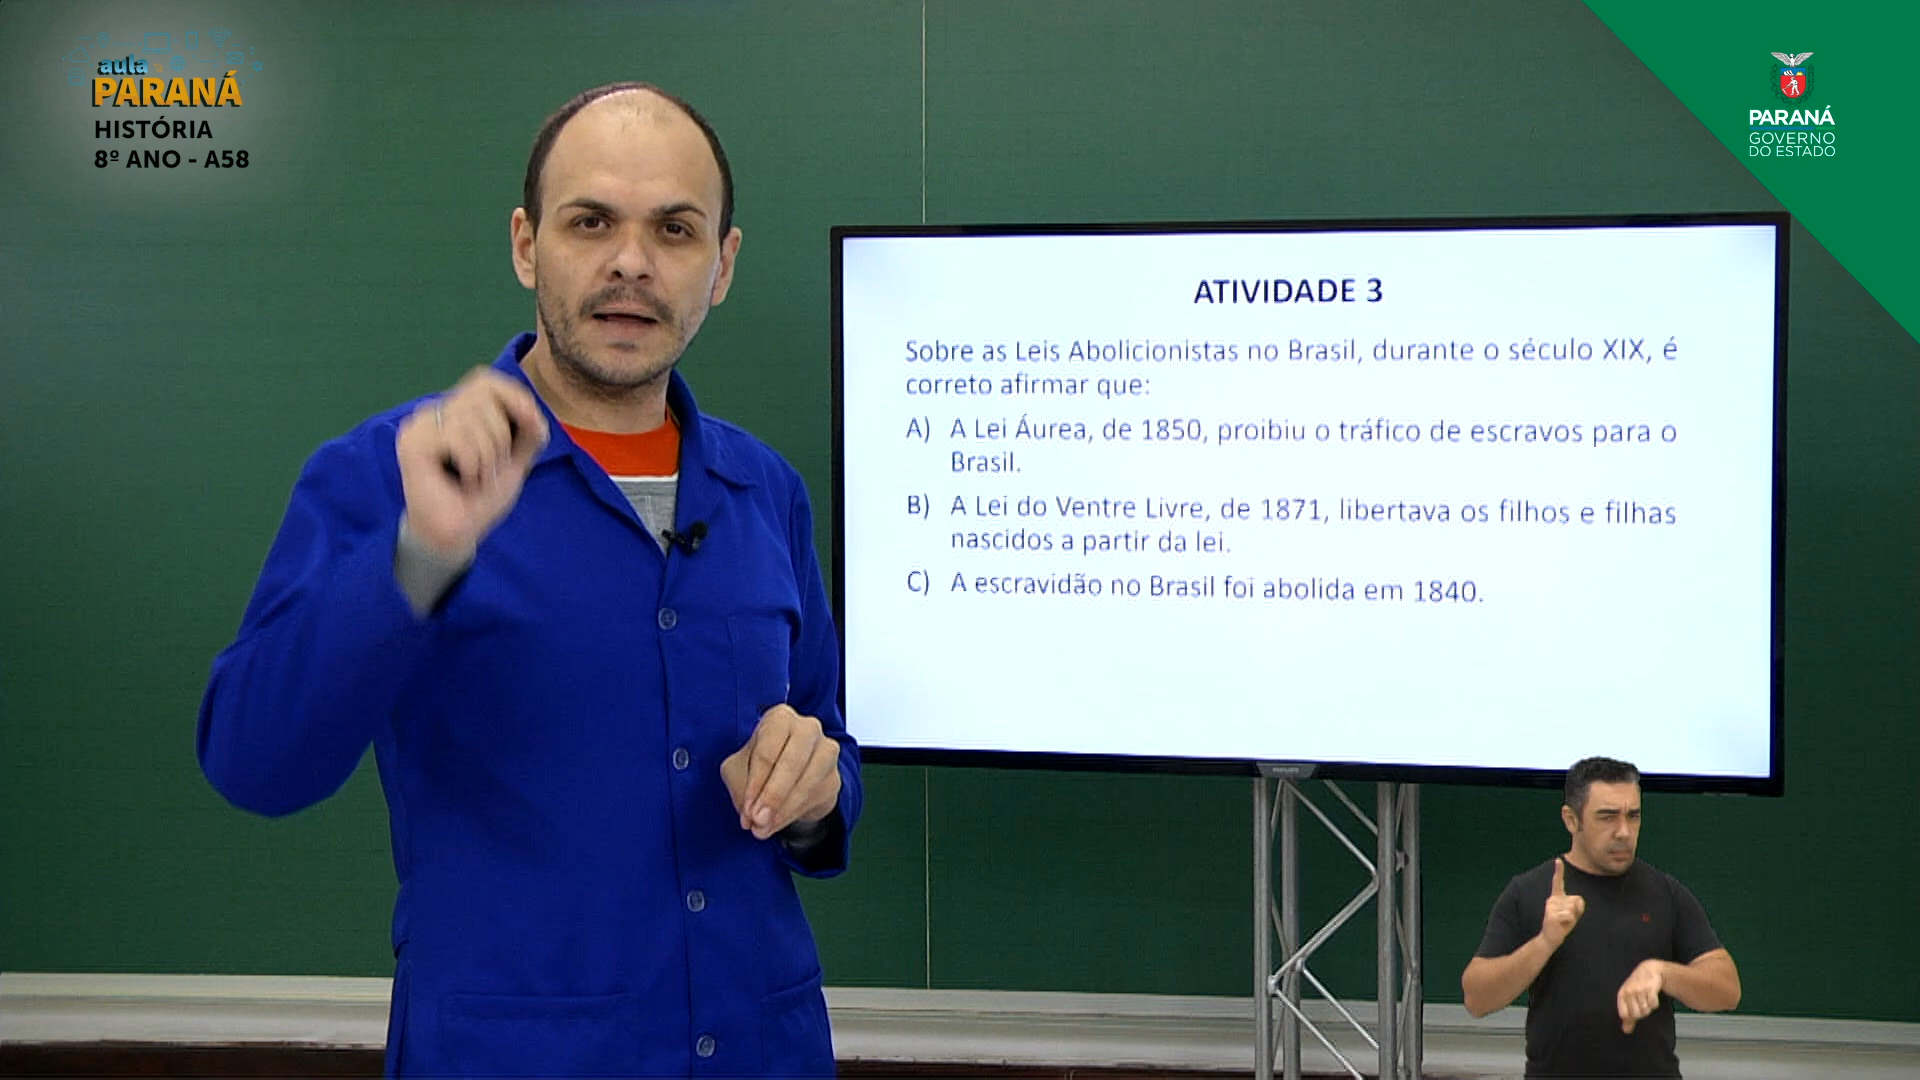 aula
PARANÁ
HISTÓRIA
8º ANO - A58
PARANÁ
GOVERNO
DO ESTADO
ATIVIDADE 3
Sobre as Leis Abolicionistas no Brasil, durante o século XIX, é
correto afirmar que:
A) A Lei Áurea, de 1850, proibiu o tráfico de escravos para o
Brasil.
B) A Lei do Ventre Livre, de 1871, libertava os filhos e filhas
nascidos a partir da lei.
C) A escravidão no Brasil foi abolida em 1840.
PHILIPS